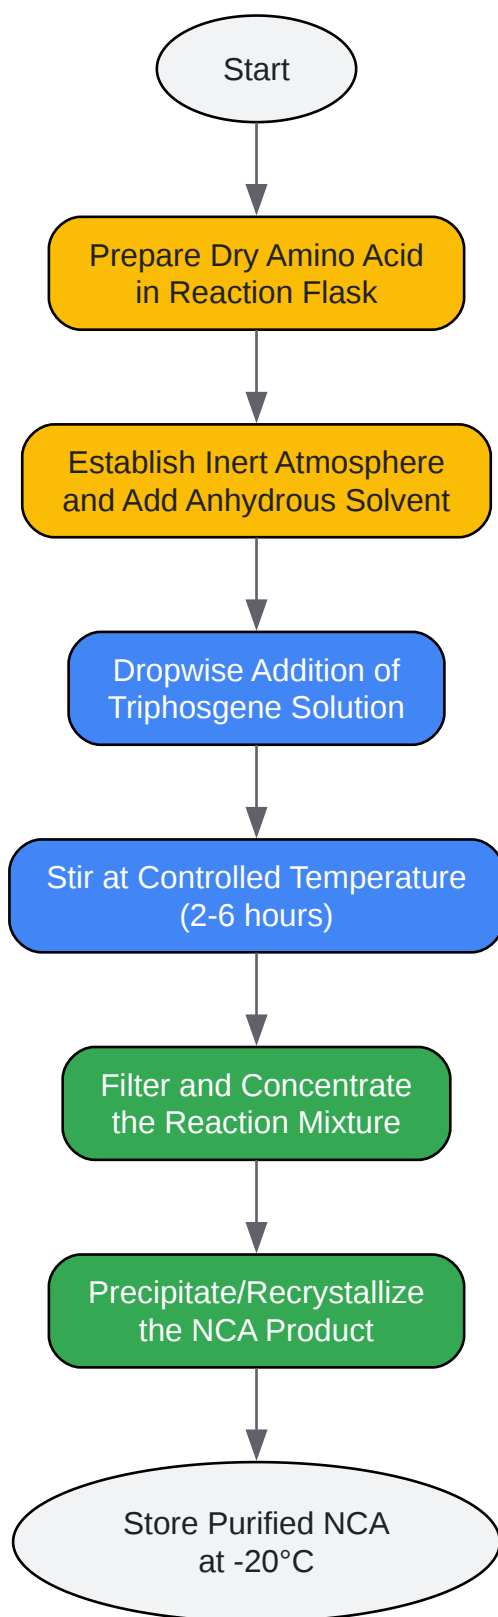 Start
Prepare Dry Amino Acid
in Reaction Flask
Establish Inert Atmosphere
and Add Anhydrous Solvent
Dropwise Addition of
Triphosgene Solution
Stir at Controlled Temperature
(2-6 hours)
Filter and Concentrate
the Reaction Mixture
Precipitate/Recrystallize
the NCA Product
Store Purified NCA
at -20°C